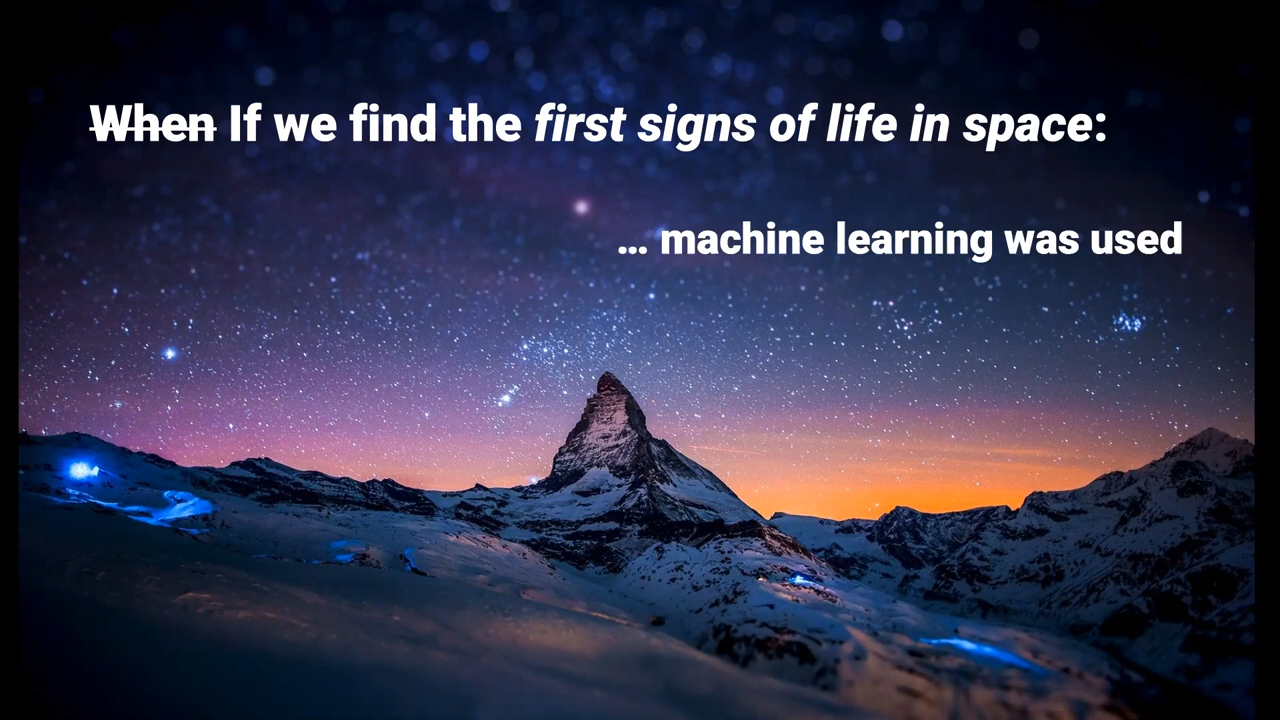 When If we find the first signs of life in space:
... machine learning was used